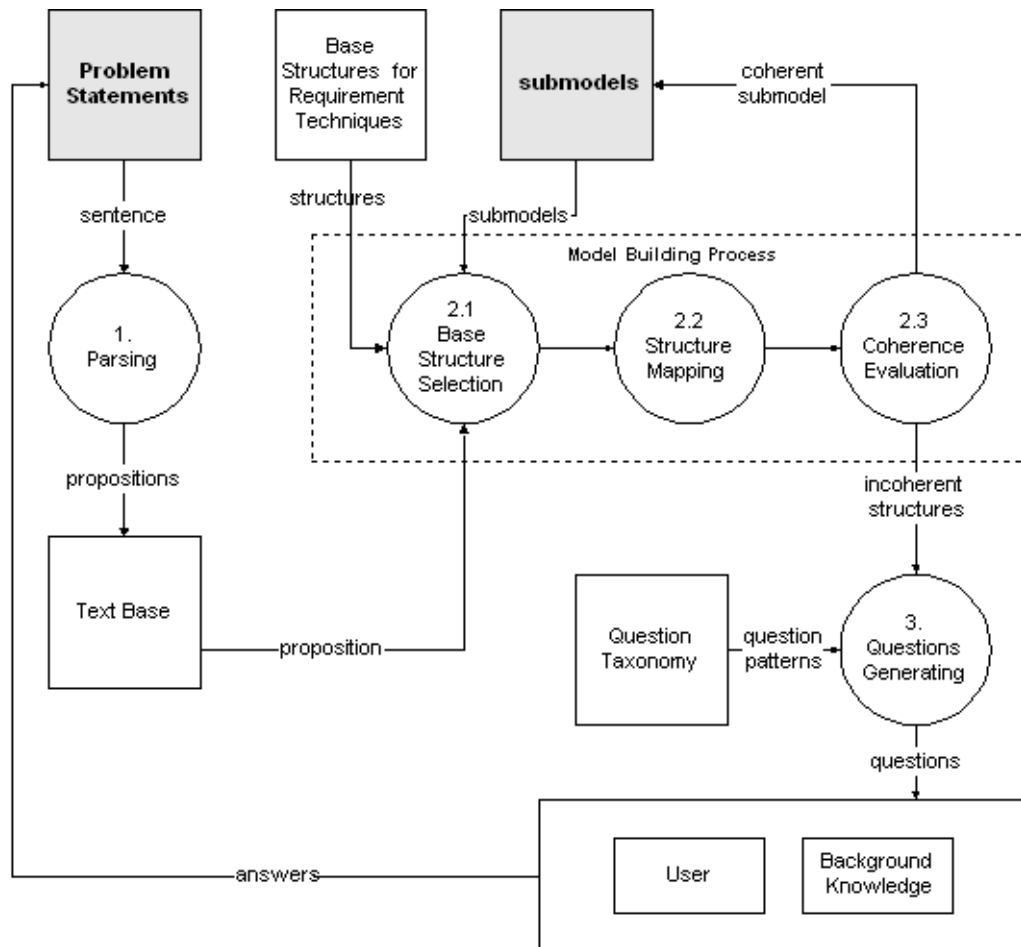 Problem
Statements
Base
Structures for
Requirement
Techniques
submodels
coherent
submodel
structures
sentence
submodels
Model Building Process
1.
Parsing
2.1
Base
Structure
Selection
2.2
Structure
Mapping
2.3
Coherence
Evaluation
propositions
incoherent
structures
Text Base
proposition
Question
Taxonomy
question
patterns
3.
Questions
Generating
questions
answers
User
Background
Knowledge